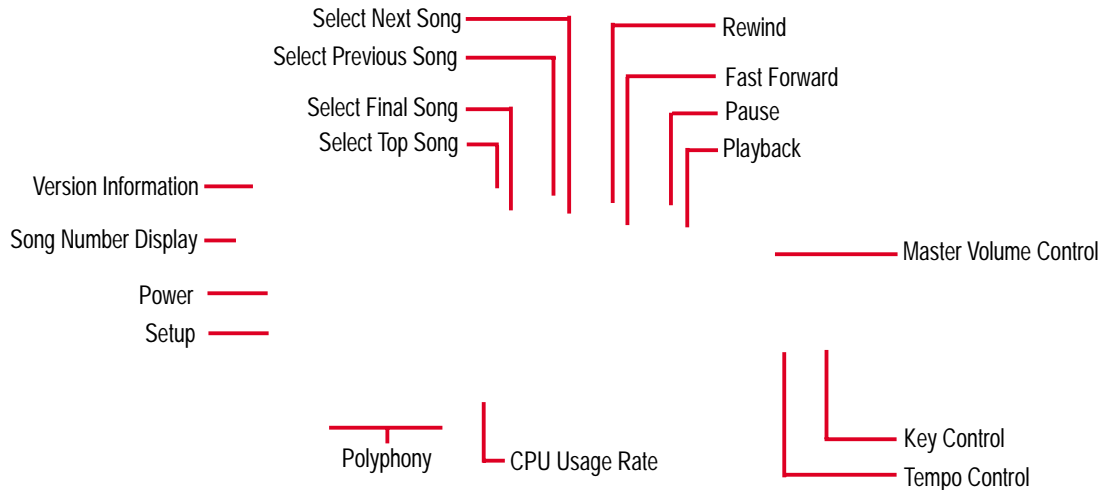 Select Next Song
Select Previous Song
Select Final Song
Select Top Song
Rewind
Fast Forward
Pause
Playback
Version Information
Song Number Display
Power
Setup
Master Volume Control
Polyphony
CPU Usage Rate
Key Control
Tempo Control